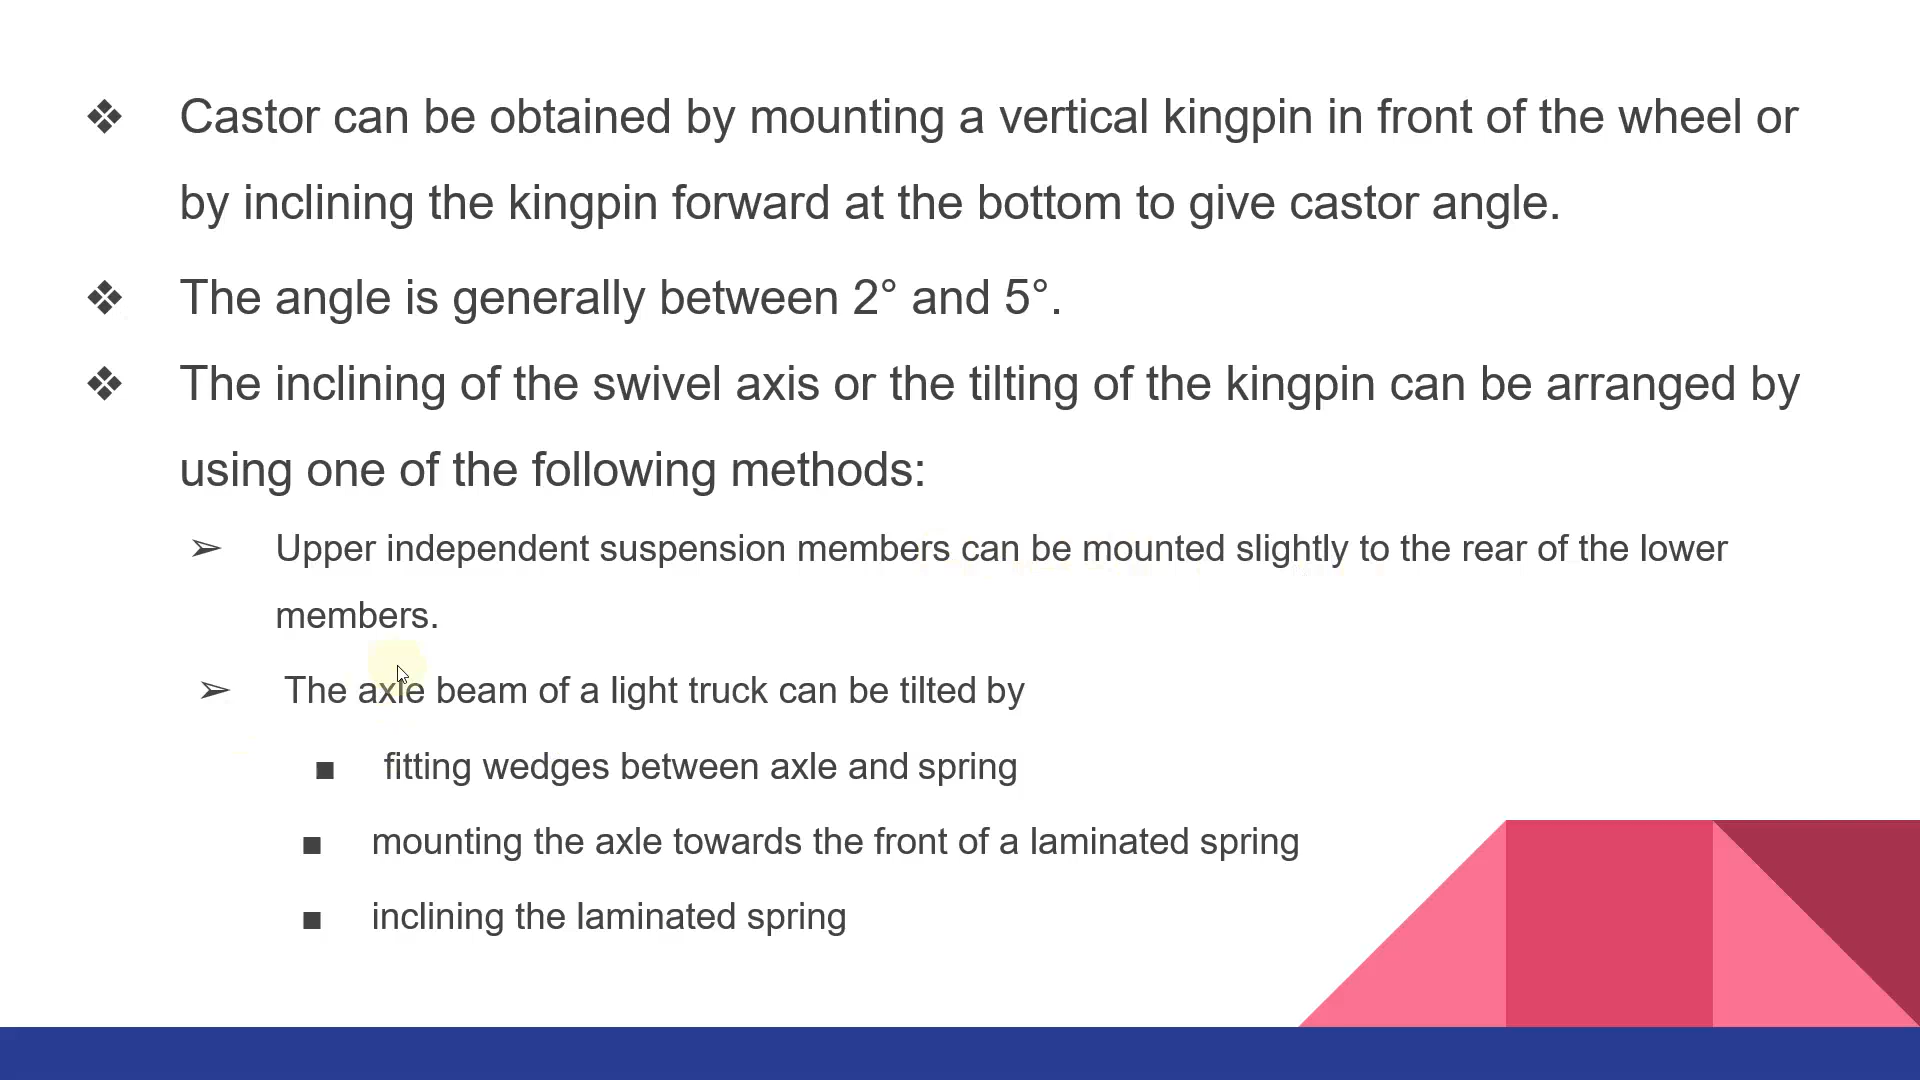 ❖ Castor can be obtained by mounting a vertical kingpin in front of the wheel or
by inclining the kingpin forward at the bottom to give castor angle.
❖ The angle is generally between 2° and 5°.
❖ The inclining of the swivel axis or the tilting of the kingpin can be arranged by
using one of the following methods:
➢ Upper independent suspension members can be mounted slightly to the rear of the lower
members.
➢ The axle beam of a light truck can be tilted by
■ fitting wedges between axle and spring
■ mounting the axle towards the front of a laminated spring
■ inclining the laminated spring